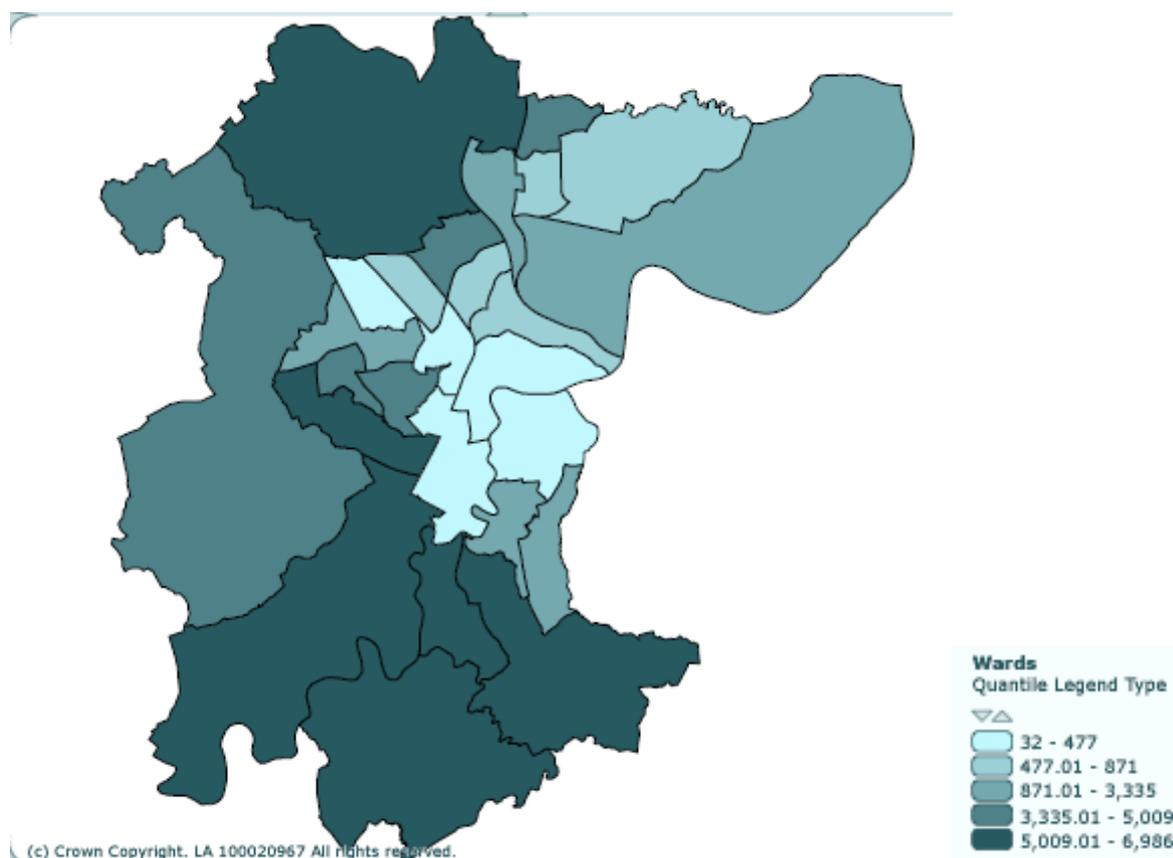 Wards
Quantile Legend Type
32 - 477
477.01 - 871
871.01 - 3,335
3,335.01 - 5,009
5,009.01 - 6,986
(c) Crown Copyright. LA 100020967 All rights reserved.